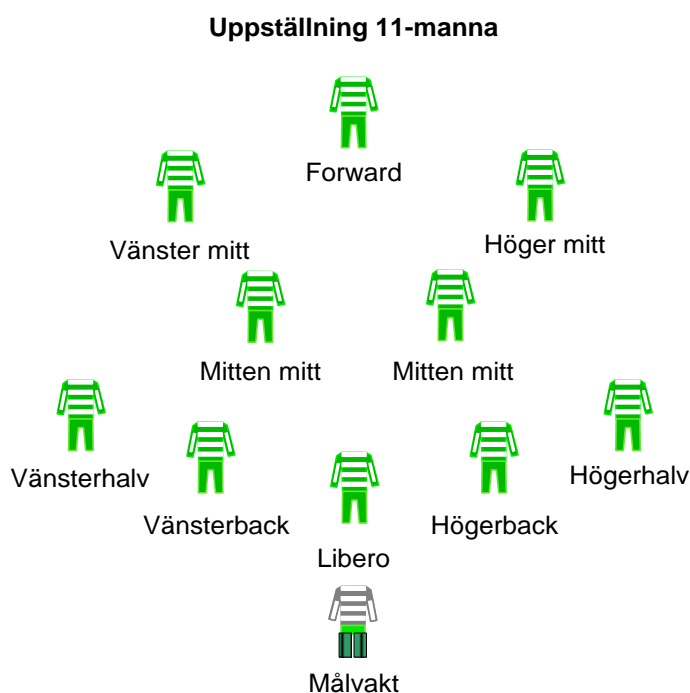 Uppställning 11-manna
Forward
Vänster mitt
Höger mitt
Mitten mitt
Mitten mitt
Vänsterhalv
Högerhalv
Vänsterback
Högerback
Libero
Målvakt